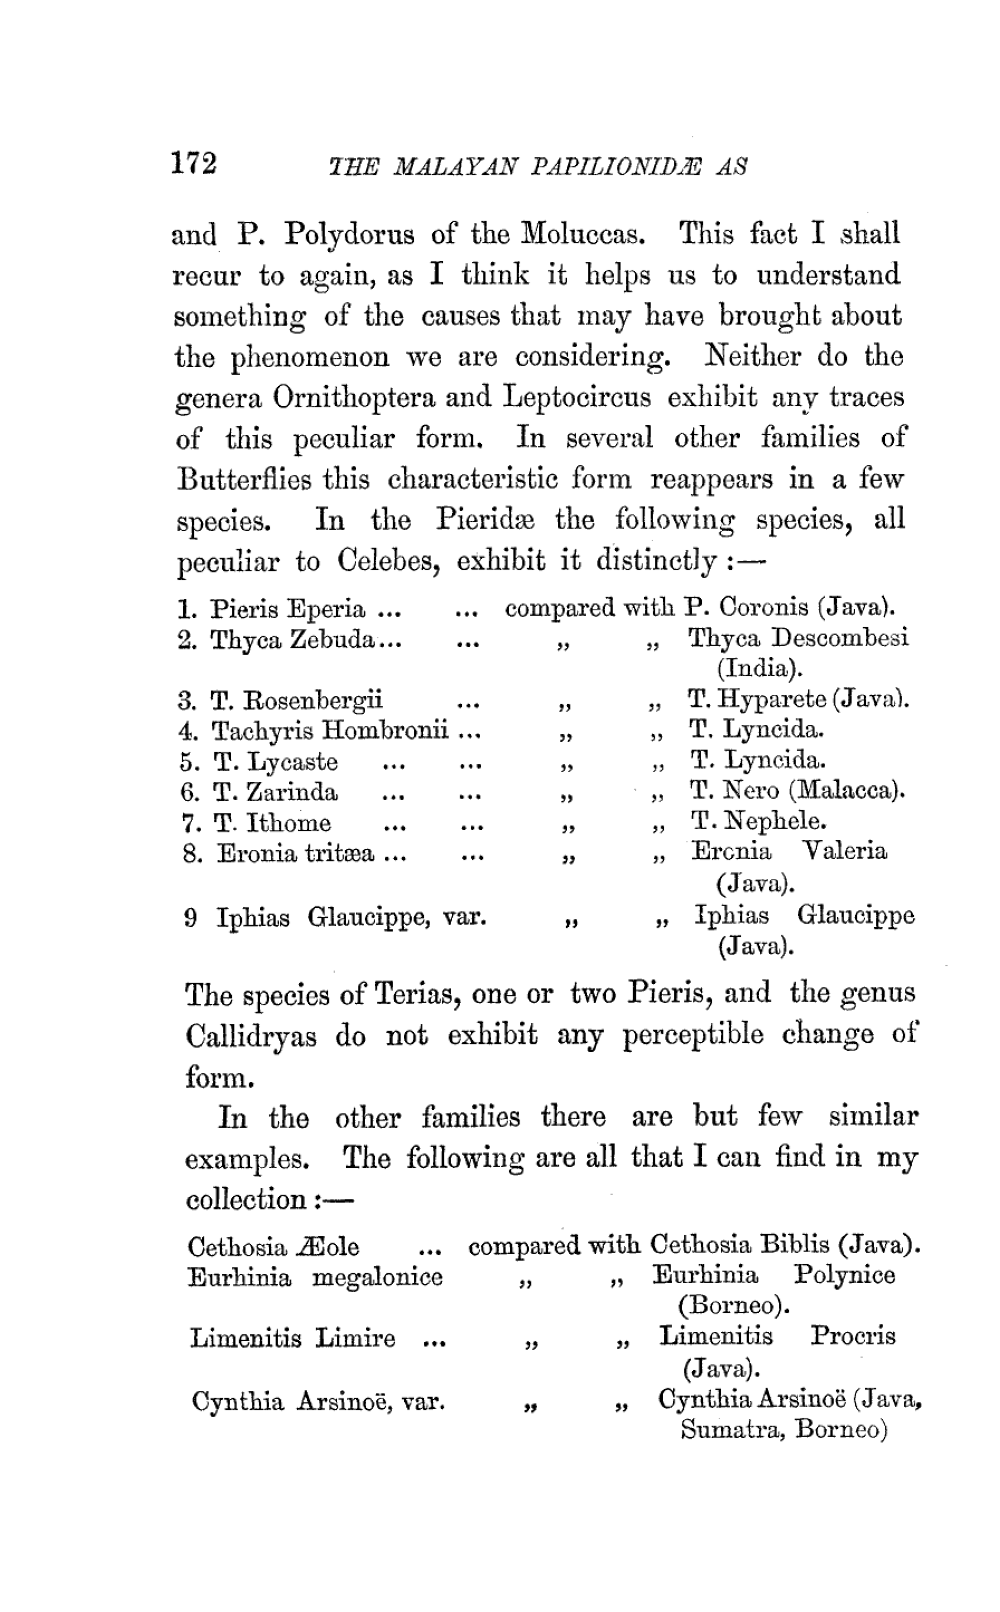 172 THE MALAYAN PAPILIONIDÆ AS
and P. Polydorus of the Moluccas. This fact I shall
recur to again, as I think it helps us to understand
something of the causes that may have brought about
the phenomenon we are considering. Neither do the
genera Ornithoptera and Leptocircus exhibit any traces
of this peculiar form. In several other families of
Butterflies this characteristic form reappears in a few
species. In the Pieridæ the following species, all
peculiar to Celebes, exhibit it distinctly :—
1. Pieris Eperia ... ... compared with P. Coronis (Java).
2. Thyca Zebuda... ... „ „ Thyca Descombesi
(India).
3. T. Rosenbergii ... „ „ T. Hyparete (Java).
4. Tachyris Hombronii ... „ „ T. Lyncida.
5. T. Lycaste ... ... „ „ T. Lyncida.
6. T. Zarinda ... ... „ „ T. Nero (Malacca).
7. T. Ithome ... ... „ „ T. Nephele.
8. Eronia tritæa ... ... „ „ Eronia Valeria
(Java).
9 Iphias Glaucippe, var. „ „ Iphias Glaucippe
(Java).
The species of Terias, one or two Pieris, and the genus
Callidryas do not exhibit any perceptible change of
form.
In the other families there are but few similar
examples. The following are all that I can find in my
collection :—
Cethosia Æole ... compared with Cethosia Biblis (Java).
Eurhinia megalonice „ „ Eurhinia Polynice
(Borneo).
Limenitis Limire ... „ „ Limenitis Procris
(Java).
Cynthia Arsinoë, var. „ „ Cynthia Arsinoë (Java,
Sumatra, Borneo)